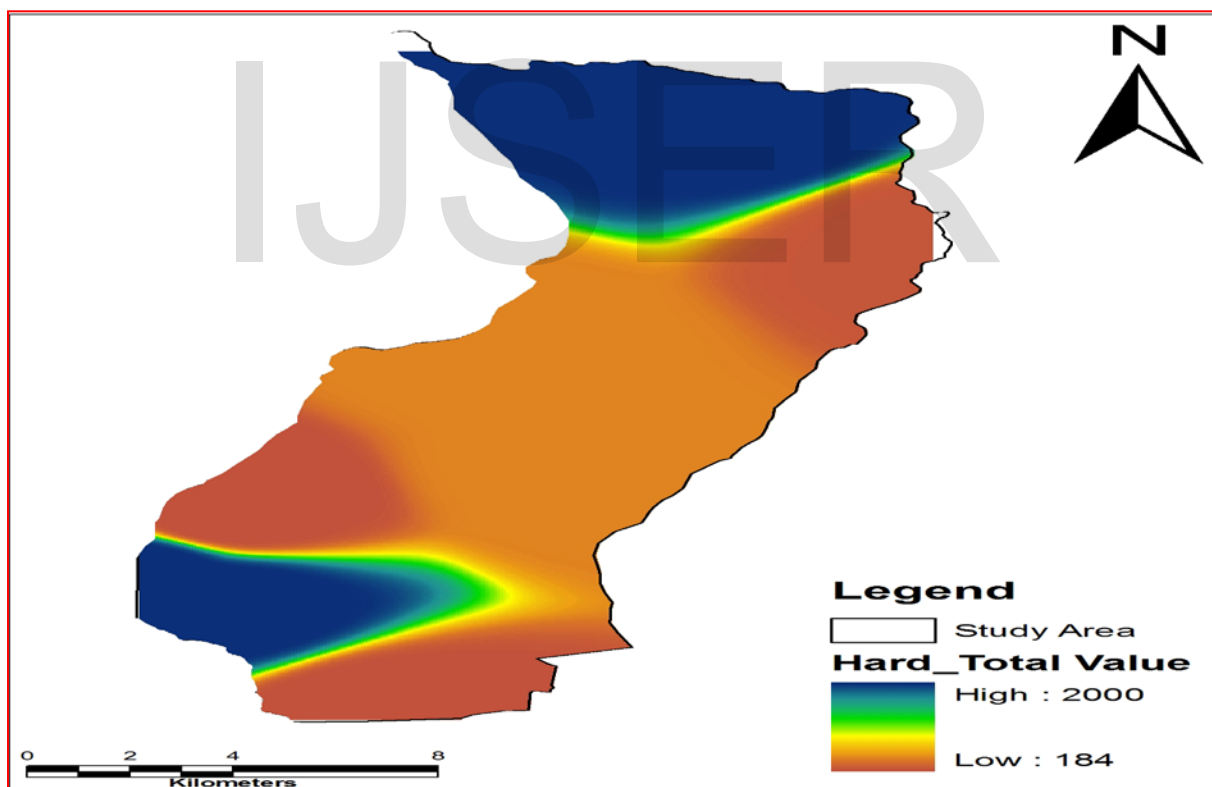 N
IJSER
Legend
Study Area
Hard_Total Value
High : 2000
Low : 184
0 2 4 8
Kilometers